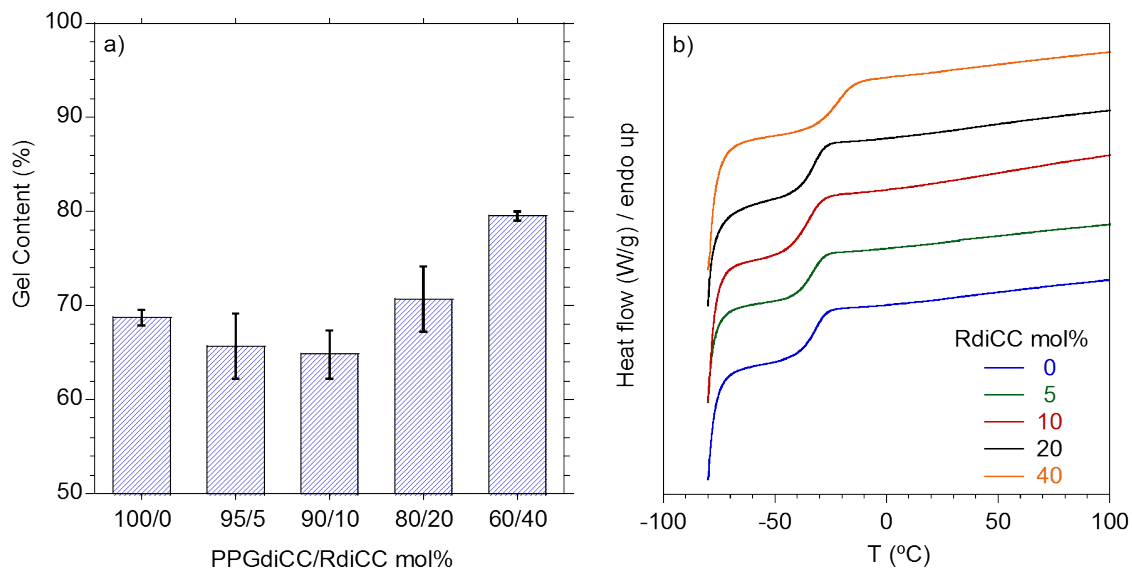 a)
100
90
80
70
60
50
Gel Content (%)
100/0 95/5 90/10 80/20 60/40
PPGdiCC/RdiCC mol%
b)
Heat flow (W/g) / endo up
RdiCC mol%
0
5
10
20
40
-100 -50 0 50 100
T (ºC)